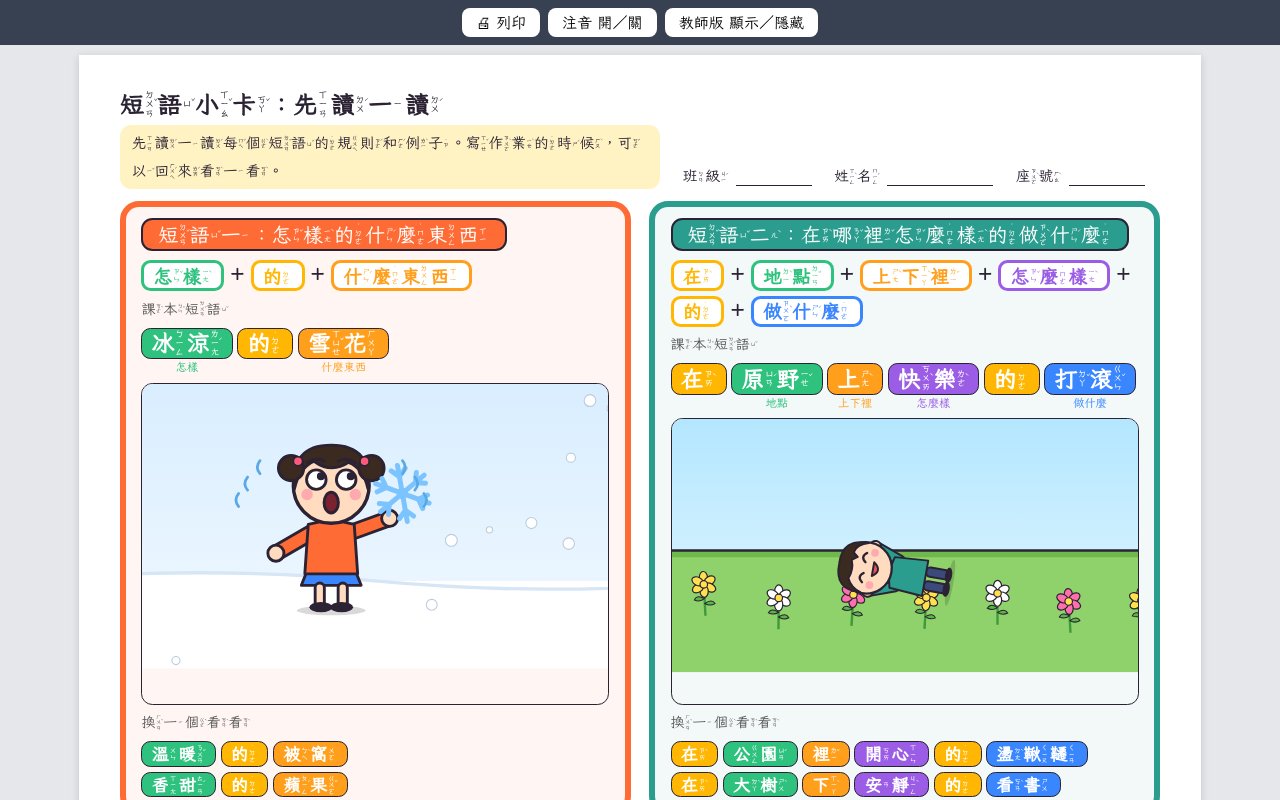 🖨 列印
注音 開／關
教師版 顯示／隱藏
短語小卡：先讀一讀
先讀一讀每個短語的規則和例子。寫作業的時候，可
以回來看一看。
班級
姓名
座號
短語一：怎樣的什麼東西
怎樣 + 的 + 什麼東西
課本短語
冰涼 的 雪花
怎樣 什麼東西
換一個看看
溫暖 的 被窩
香甜 的 蘋果
短語二：在哪裡怎麼樣的做什麼
在 + 地點 + 上下裡 + 怎麼樣 +
的 + 做什麼
課本短語
在 原野 上 快樂 的 打滾
地點 上下裡 怎麼樣 做什麼
換一個看看
在 公園 裡 開心 的 盪鞦韆
在 大樹 下 安靜 的 看書